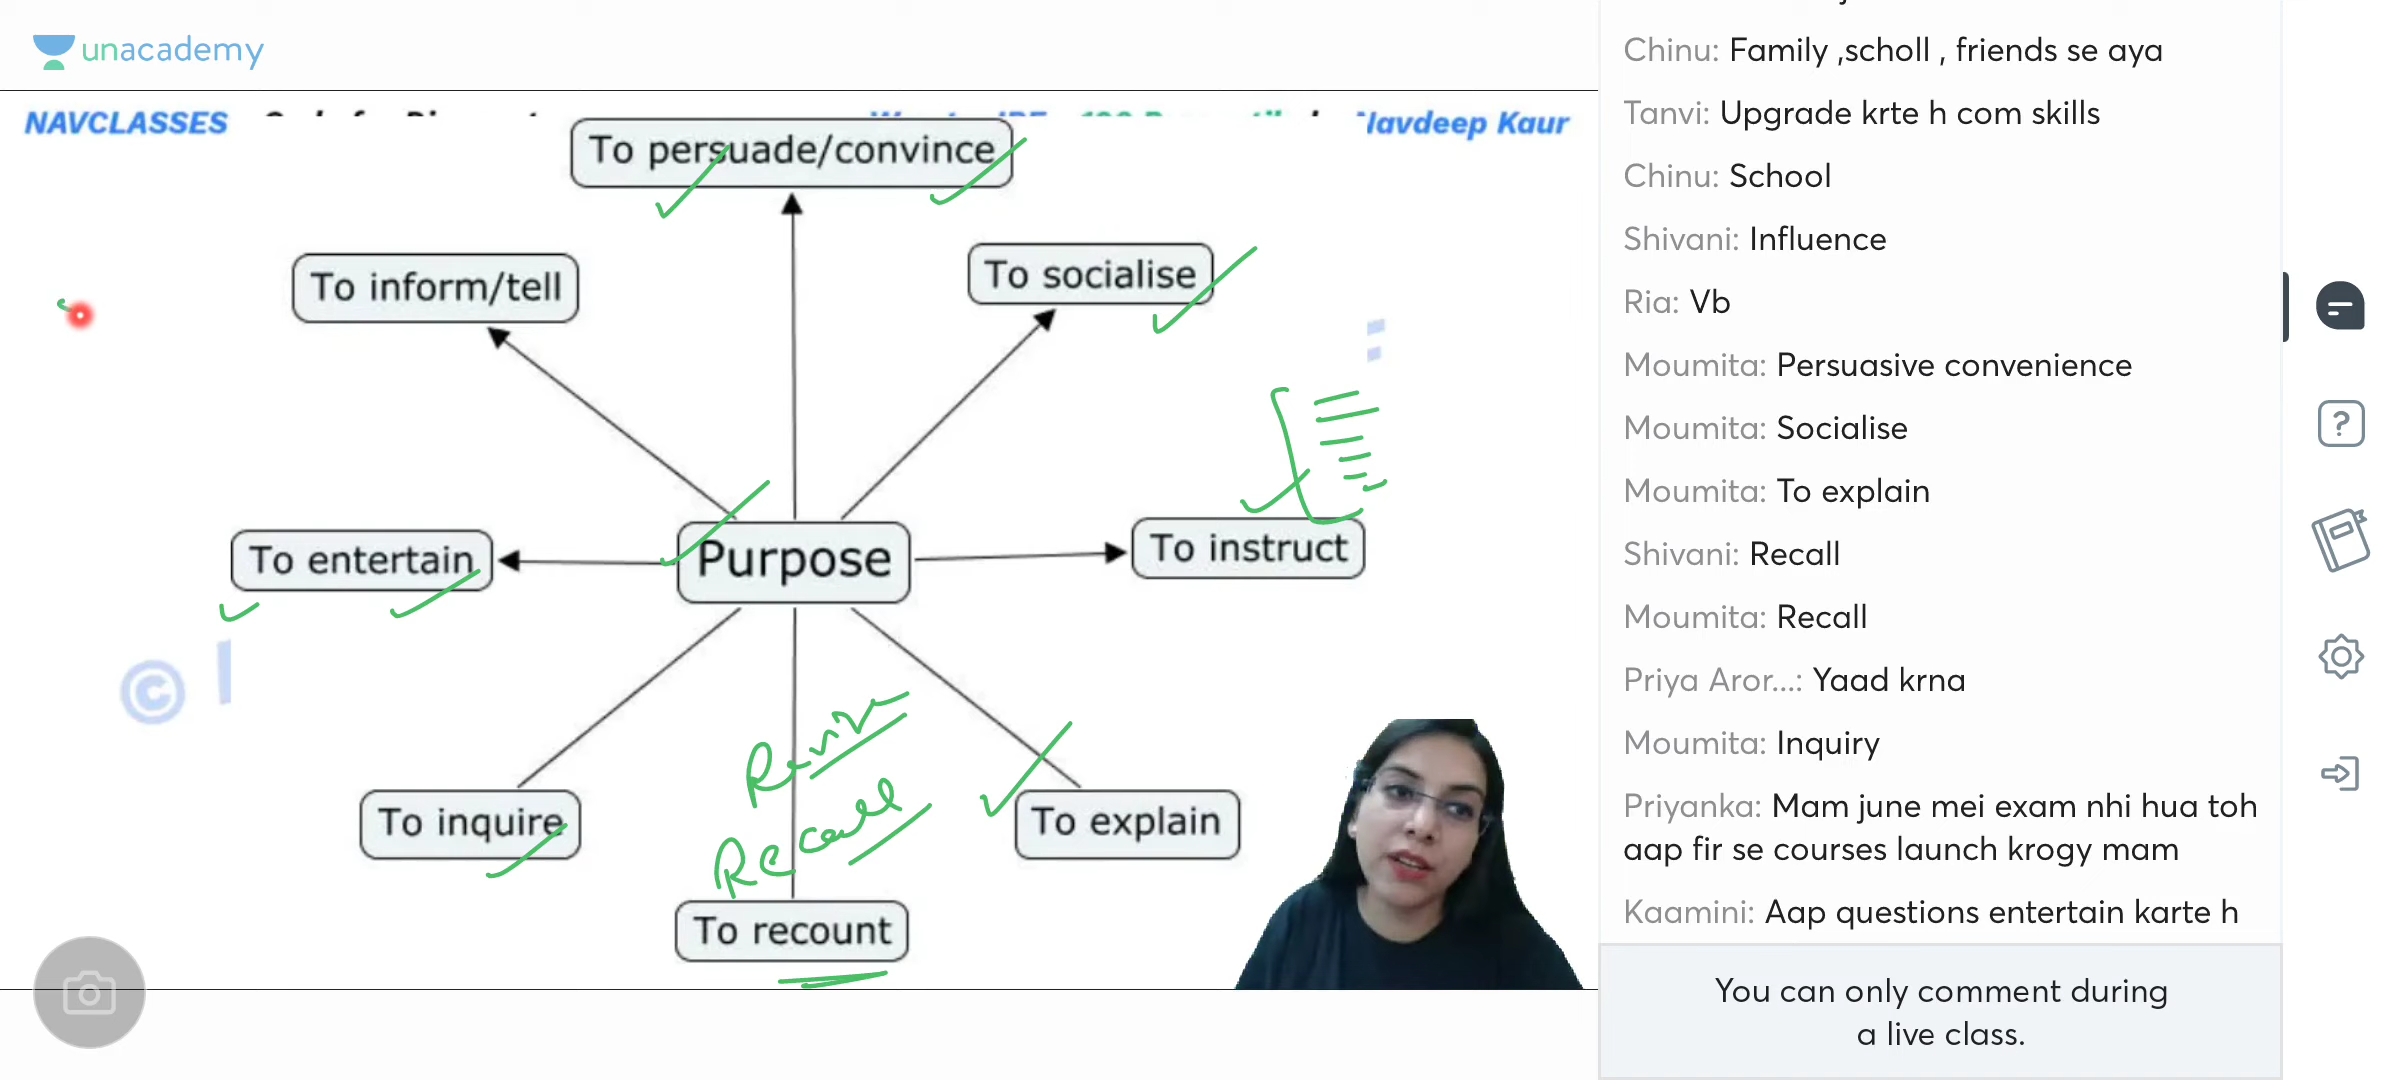 unacademy
NAVCLASSES
Navdeep Kaur
To persuade/convince
To inform/tell
To socialise
To entertain
Purpose
To instruct
To inquire
Revive
Recall
To explain
To recount
©
Chinu: Family ,scholl , friends se aya
Tanvi: Upgrade krte h com skills
Chinu: School
Shivani: Influence
Ria: Vb
Moumita: Persuasive convenience
Moumita: Socialise
Moumita: To explain
Shivani: Recall
Moumita: Recall
Priya Aror...: Yaad krna
Moumita: Inquiry
Priyanka: Mam june mei exam nhi hua toh
aap fir se courses launch krogy mam
Kaamini: Aap questions entertain karte h
You can only comment during
a live class.